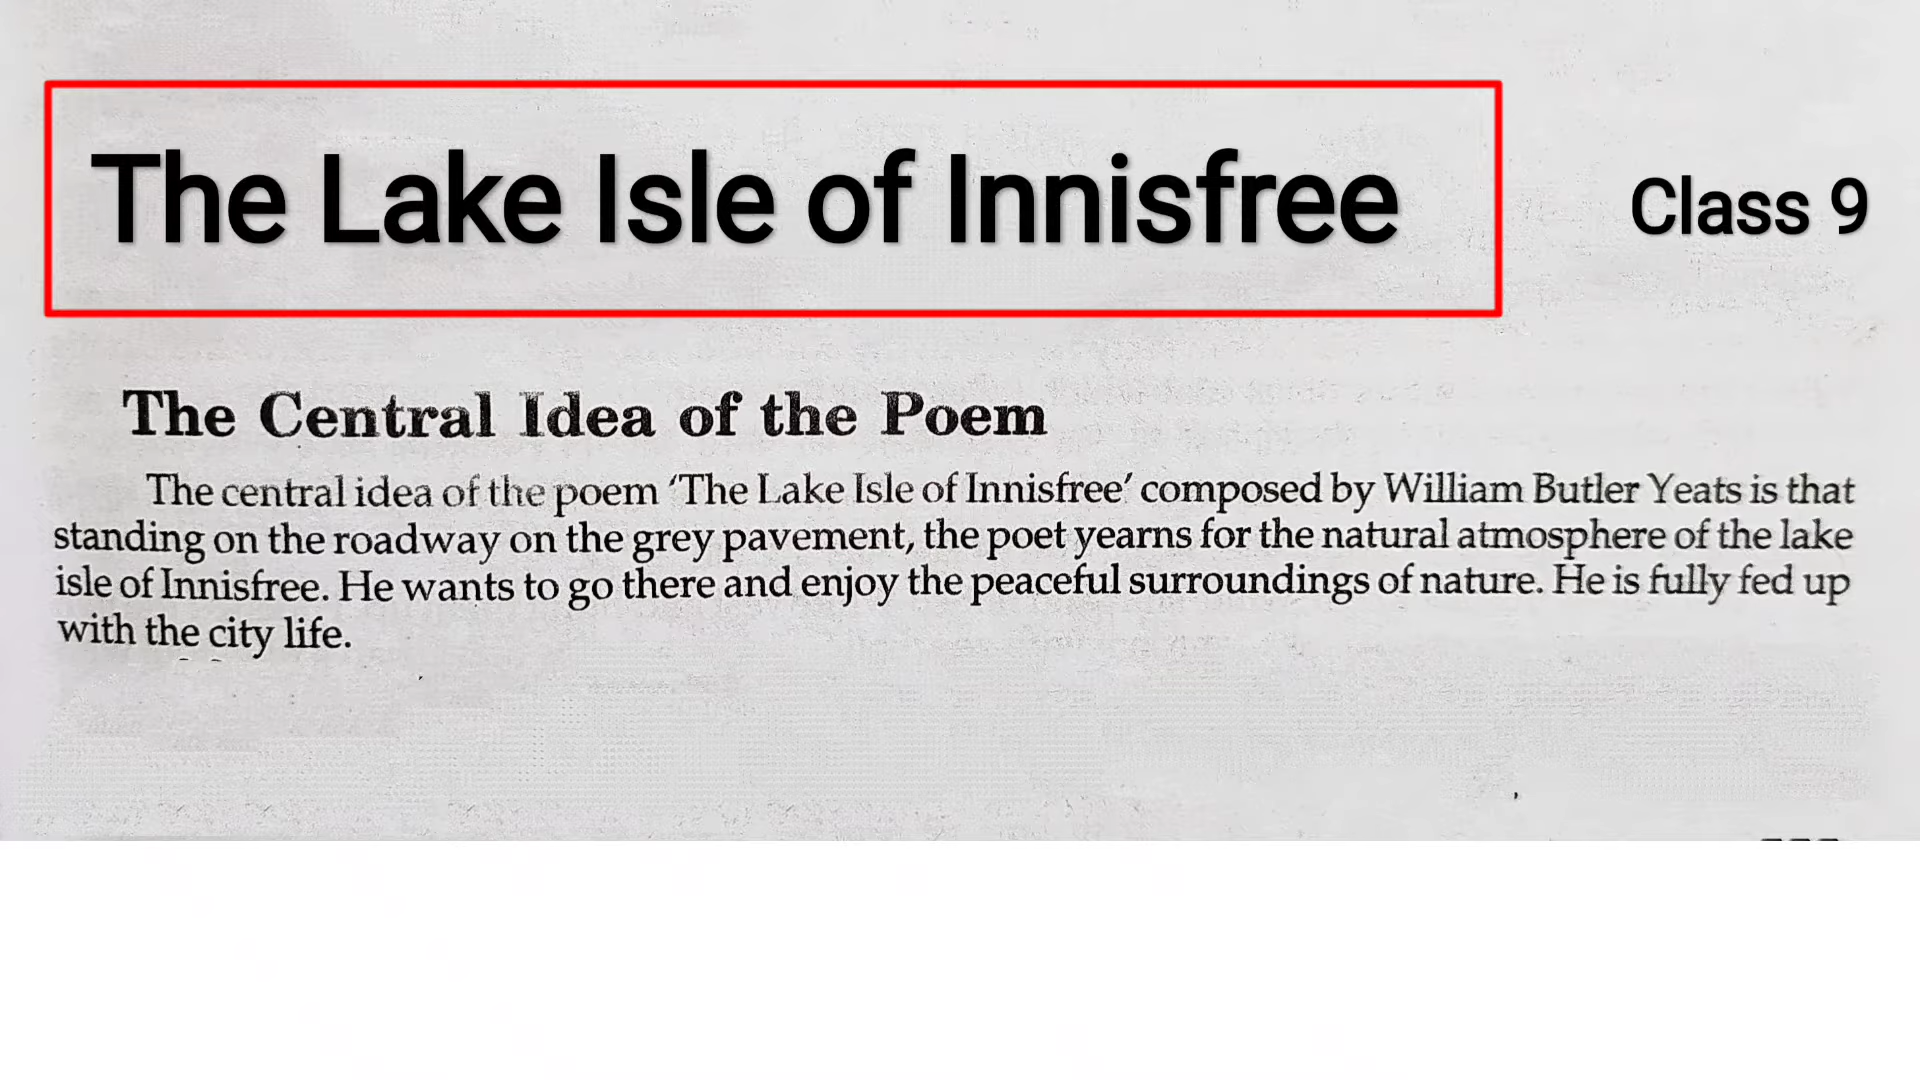 The Lake Isle of Innisfree
Class 9
The Central Idea of the Poem
The central idea of the poem ‘The Lake Isle of Innisfree’ composed by William Butler Yeats is that
standing on the roadway on the grey pavement, the poet yearns for the natural atmosphere of the lake
isle of Innisfree. He wants to go there and enjoy the peaceful surroundings of nature. He is fully fed up
with the city life.